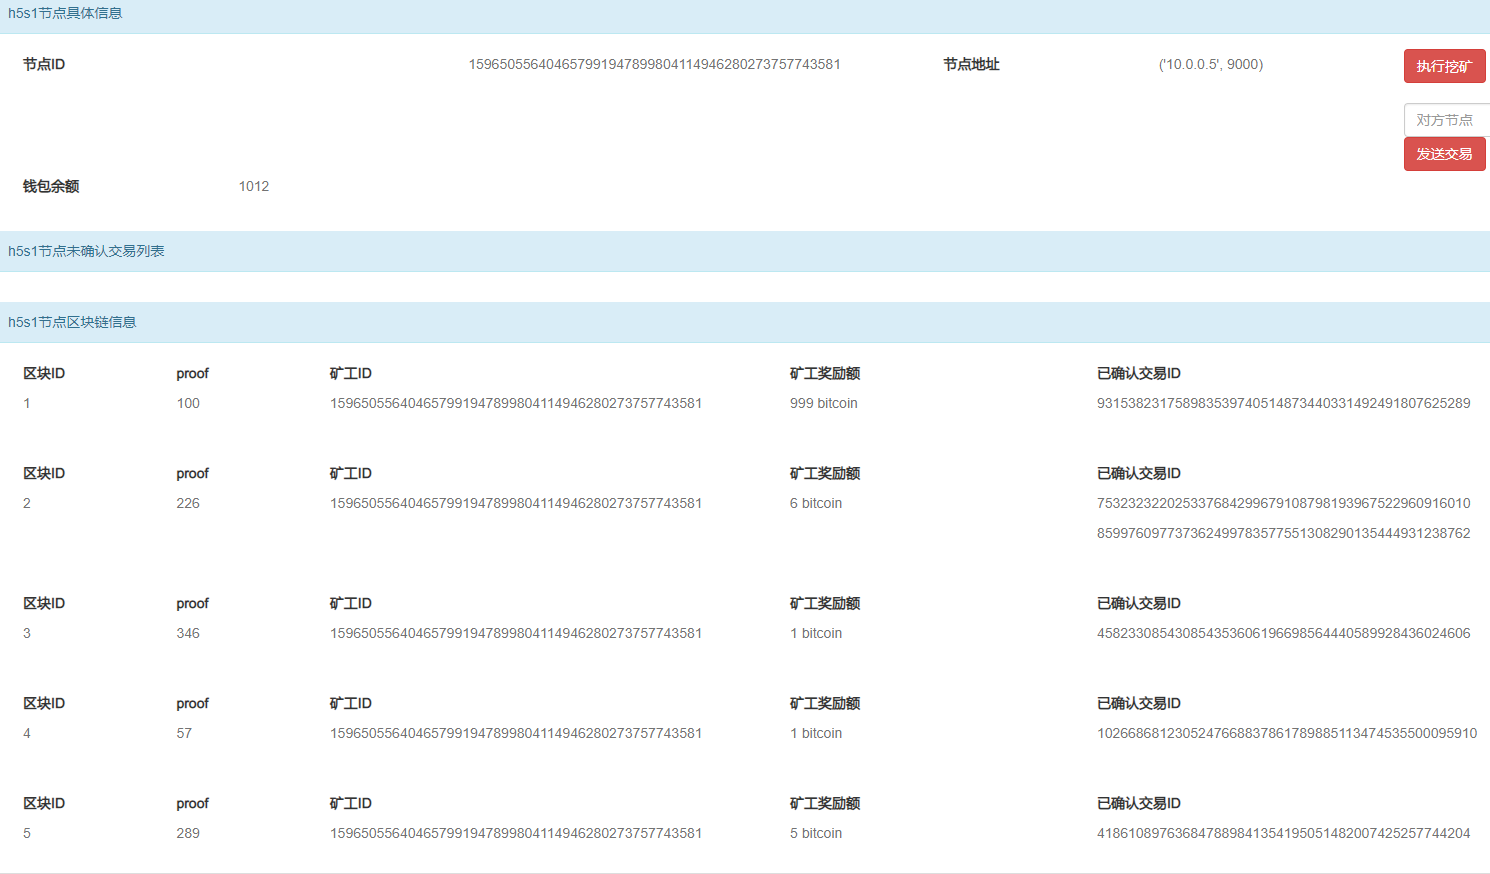 h5s1节点具体信息
节点ID 159650556404657991947899804114946280273757743581 节点地址 ('10.0.0.5', 9000) 执行挖矿
对方节点
发送交易
钱包余额 1012
h5s1节点未确认交易列表
h5s1节点区块链信息
区块ID proof 矿工ID 矿工奖励额 已确认交易ID
1 100 159650556404657991947899804114946280273757743581 999 bitcoin 931538231758983539740514873440331492491807625289
区块ID proof 矿工ID 矿工奖励额 已确认交易ID
2 226 159650556404657991947899804114946280273757743581 6 bitcoin 753232322025337684299679108798193967522960916010
859976097737362499783577551308290135444931238762
区块ID proof 矿工ID 矿工奖励额 已确认交易ID
3 346 159650556404657991947899804114946280273757743581 1 bitcoin 458233085430854353606196698564440589928436024606
区块ID proof 矿工ID 矿工奖励额 已确认交易ID
4 57 159650556404657991947899804114946280273757743581 1 bitcoin 1026686812305247668837861789885113474535500095910
区块ID proof 矿工ID 矿工奖励额 已确认交易ID
5 289 159650556404657991947899804114946280273757743581 5 bitcoin 418610897636847889841354195051482007425257744204